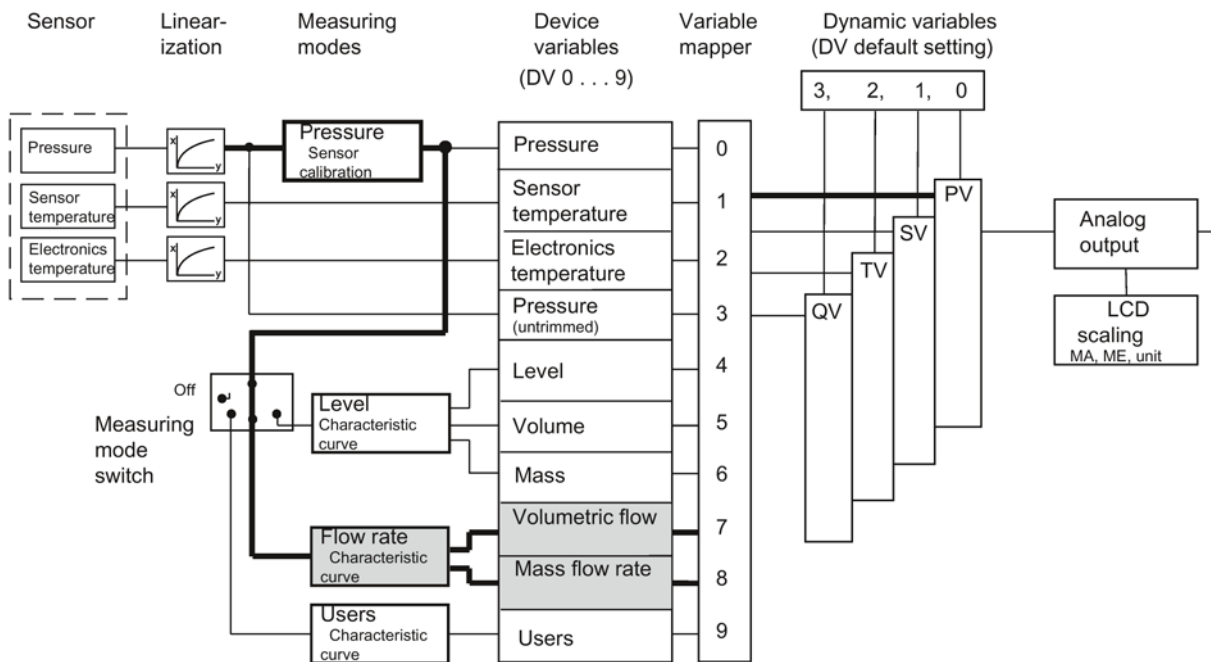 Sensor
Linear-
ization
Measuring
modes
Device
variables
(DV 0 . . . 9)
Variable
mapper
Dynamic variables
(DV default setting)
3, 2, 1, 0
Pressure
x
y
Pressure
Sensor
calibration
Pressure
0
Sensor
temperature
x
y
Sensor
temperature
1
Electronics
temperature
x
y
Electronics
temperature
2
Pressure
(untrimmed)
3
PV
SV
TV
QV
Analog
output
LCD
scaling
MA, ME, unit
Off
Measuring
mode
switch
Level
Characteristic
curve
Level
4
Volume
5
Mass
6
Flow rate
Characteristic
curve
Volumetric flow
7
Mass flow rate
8
Users
Characteristic
curve
Users
9